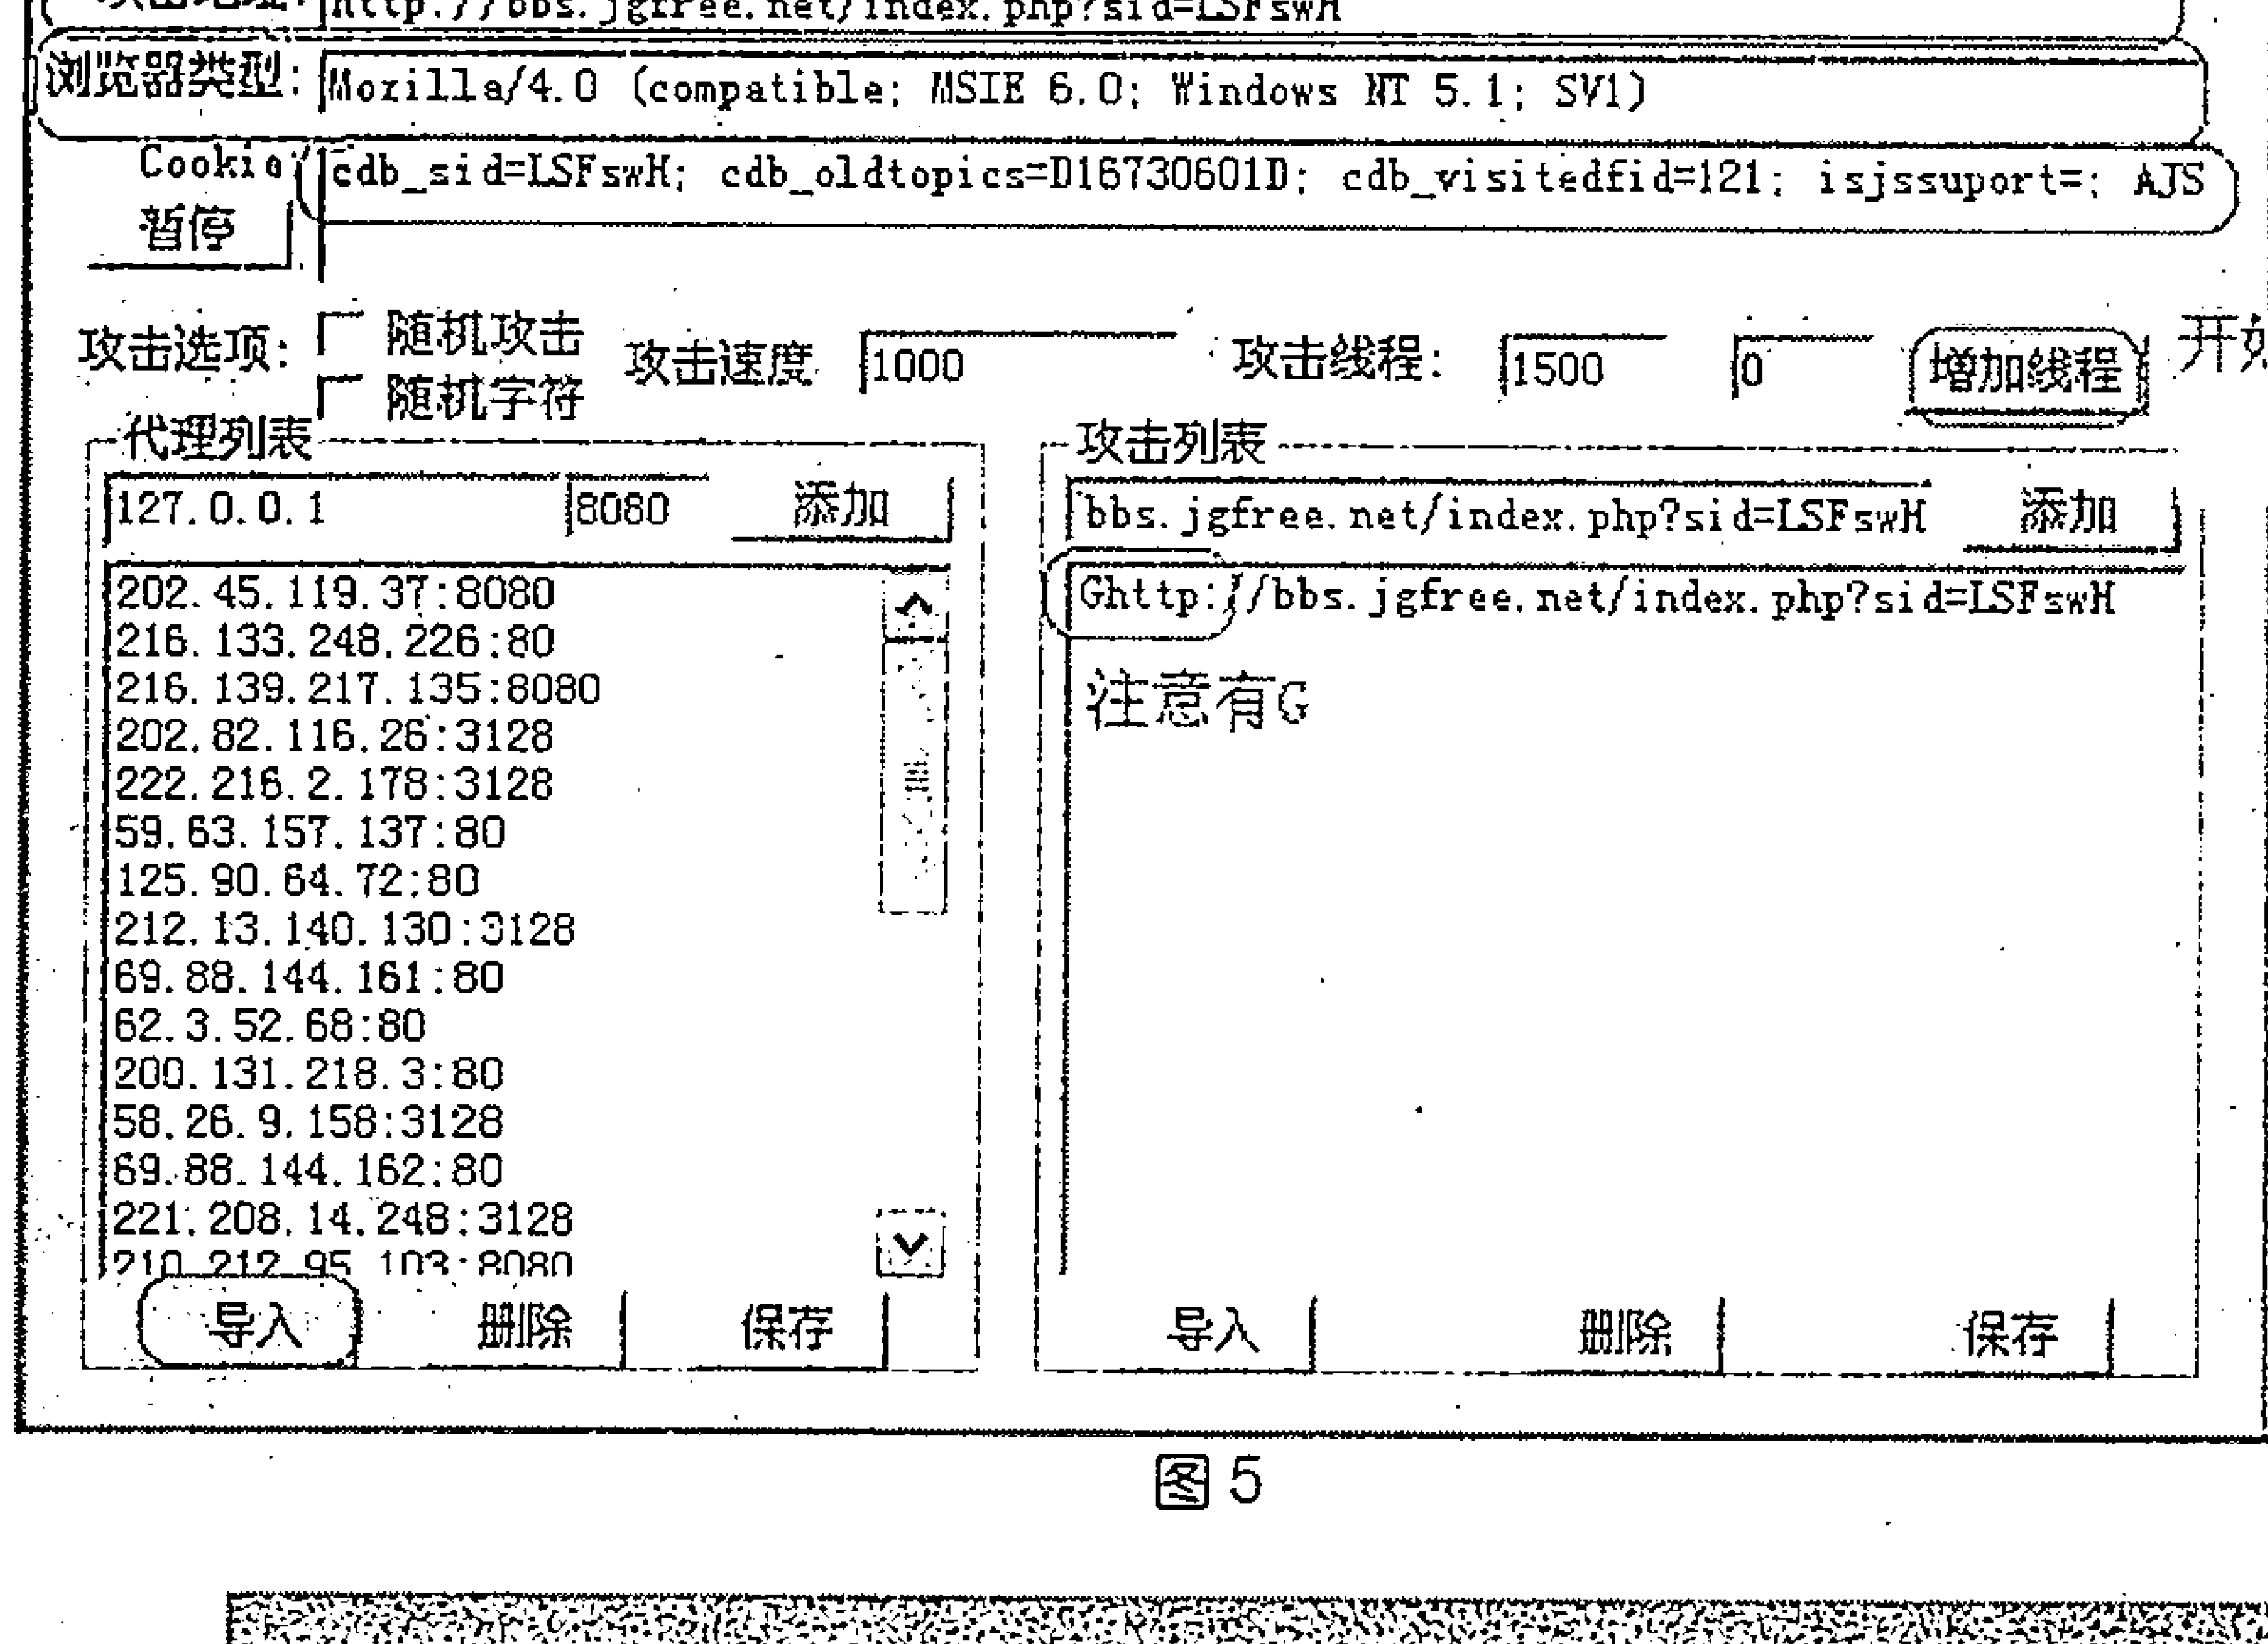 攻击地址: http://bbs.jgfree.net/index.php?sid=LSFswH
浏览器类型: Mozilla/4.0 (compatible; MSIE 6.0; Windows NT 5.1; SV1)
Cookie cdb_sid=LSFswH; cdb_oldtopics=D16730601D; cdb_visitedfid=121; isjssuport=; AJS
暂停
攻击选项: 随机攻击 攻击速度 1000 攻击线程: 1500 0 增加线程
随机字符
代理列表
127.0.0.1 8080 添加
202.45.119.37:8080
216.133.248.226:80
216.139.217.135:8080
202.82.116.26:3128
222.216.2.178:3128
59.63.157.137:80
125.90.64.72:80
212.13.140.130:3128
69.88.144.161:80
62.3.52.68:80
200.131.218.3:80
58.26.9.158:3128
69.88.144.162:80
221.208.14.248:3128
210.212.95.103:8080
导入 删除 保存
攻击列表
bbs.jgfree.net/index.php?sid=LSFswH 添加
Ghttp://bbs.jgfree.net/index.php?sid=LSFswH
注意有G
导入 删除 保存
图5